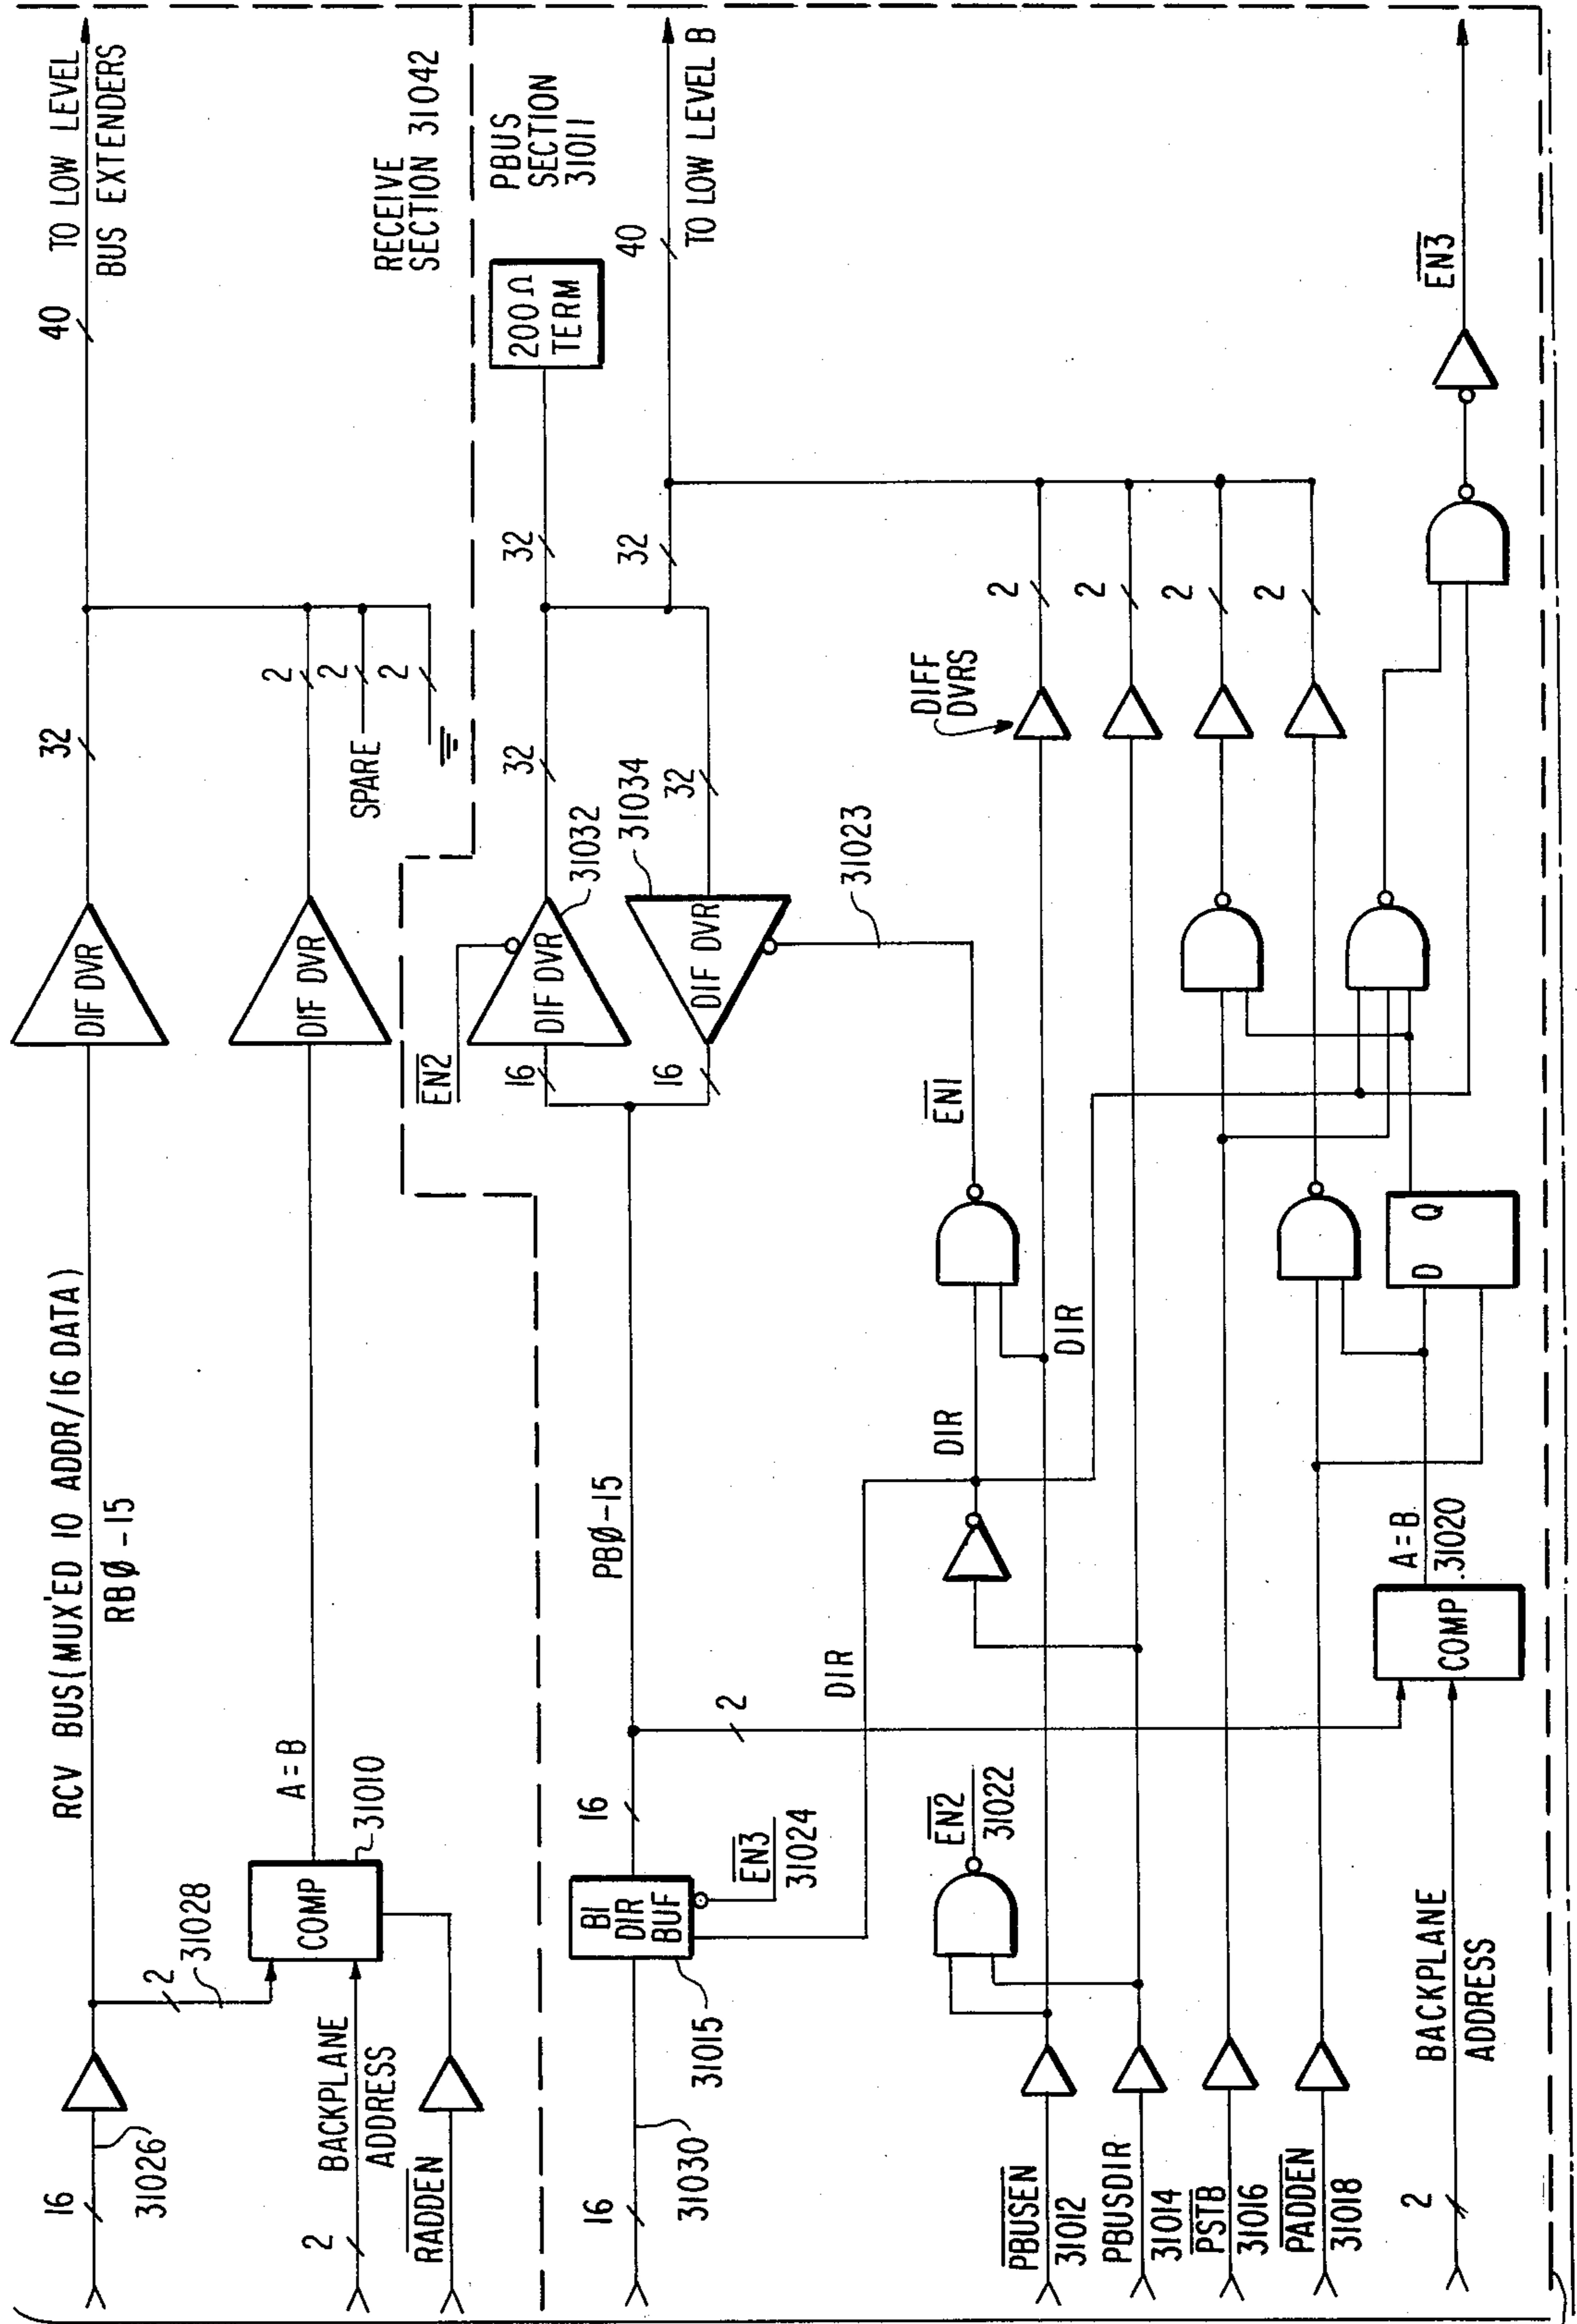 TO LOW LEVEL
BUS EXTENDERS
40
32
RCV BUS(MUX'ED 10 ADDR/16 DATA)
RBØ-15
16
31026
2
31028
COMP
31010
A=B
BACKPLANE
ADDRESS
2
RADDEN
DIF DVR
DIF DVR
2
2
2
SPARE
RECEIVE
SECTION 31042
PBUS
SECTION
31011
200Ω
TERM
40
TO LOW LEVEL B
32
32
32
32
31034
31032
DIF DVR
DIF DVR
EN2
16
16
31023
PBØ-15
16
BI
DIR
BUF
EN3
31024
31015
31030
16
2
DIR
DIR
DIR
EN1
EN2
31022
DIFF
DVRS
2
2
2
2
PBUSEN
31012
PBUSDIR
31014
PSTB
31016
PADDEN
31018
BACKPLANE
ADDRESS
2
COMP
A=B
31020
D Q
EN3